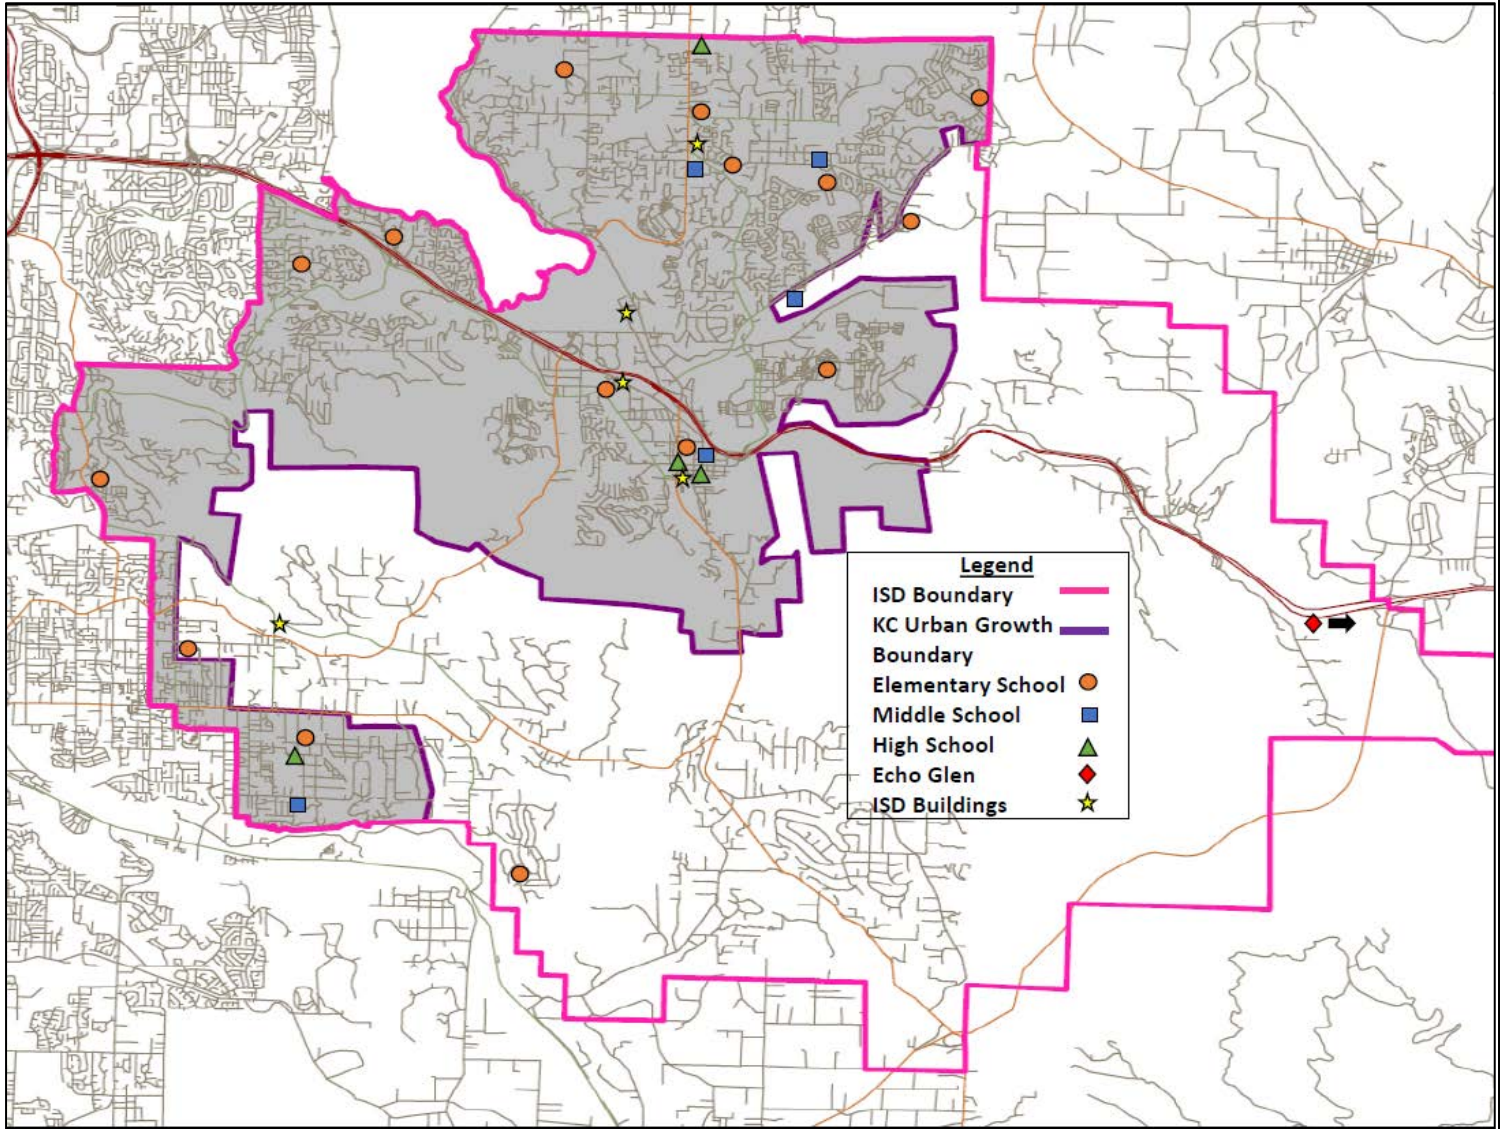 Legend
ISD Boundary
KC Urban Growth
Boundary
Elementary School
Middle School
High School
Echo Glen
ISD Buildings